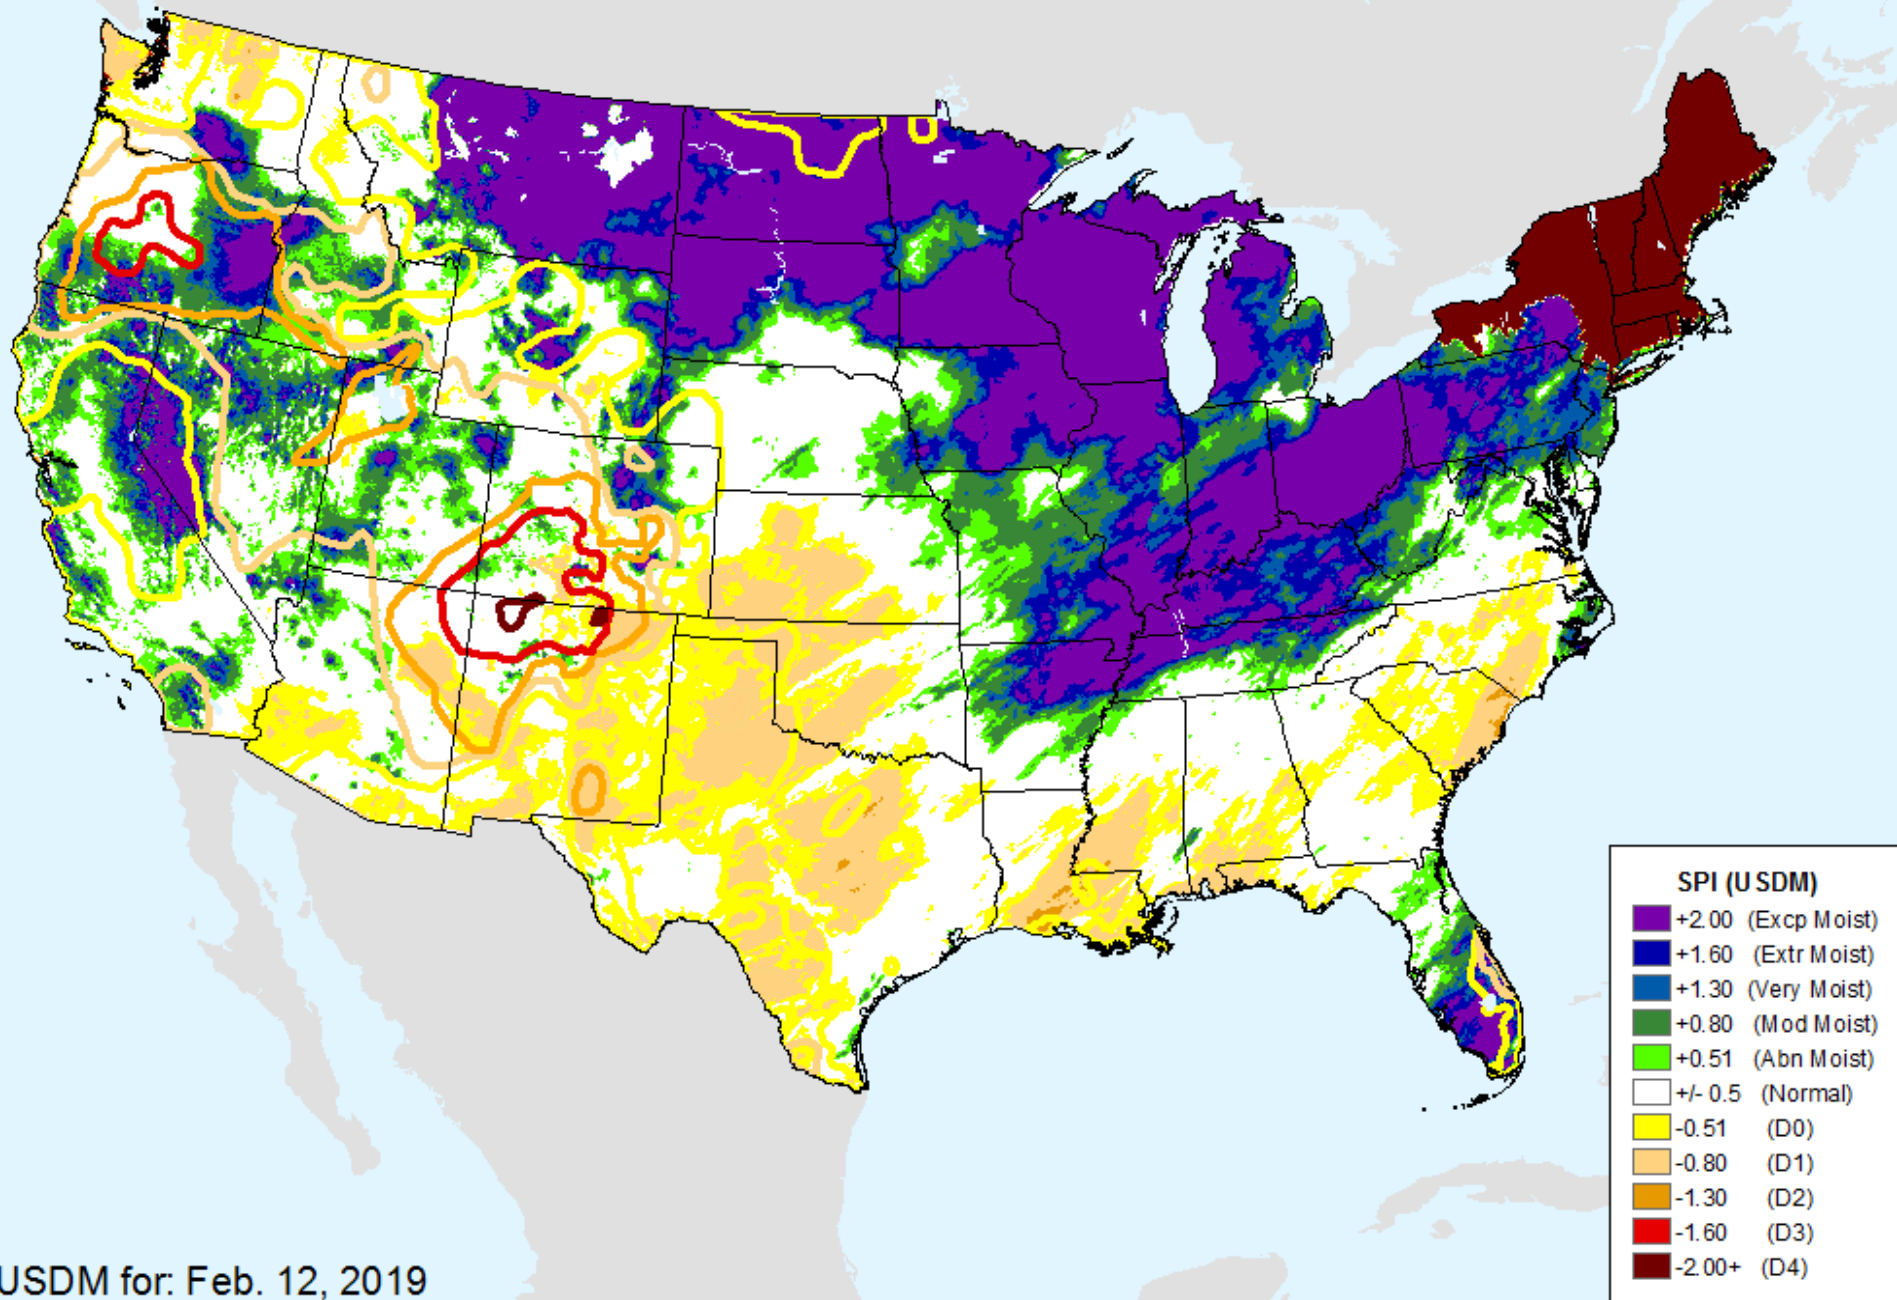 SPI (USDM)
+2.00 (Excp Moist)
+1.60 (Extr Moist)
+1.30 (Very Moist)
+0.80 (Mod Moist)
+0.51 (Abn Moist)
+/- 0.5 (Normal)
-0.51 (D0)
-0.80 (D1)
-1.30 (D2)
-1.60 (D3)
-2.00+ (D4)
USDM for: Feb. 12, 2019